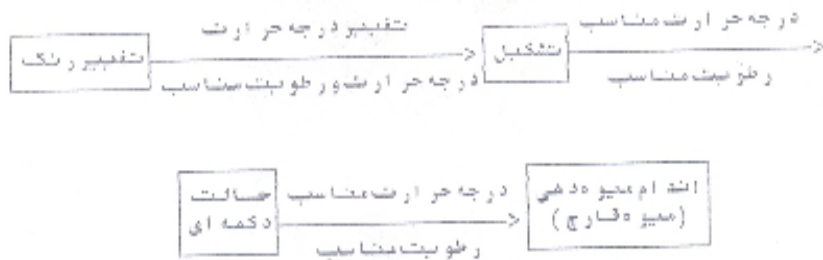 تغییر رنگ
تغییر درجه حرارت
درجه حرارت و رطوبت مناسب
تشکیل
درجه حرارت مناسب
رطوبت مناسب
حالت
دکمه ای
درجه حرارت مناسب
رطوبت مناسب
اندام میوه دهی
(میوه قارچ)